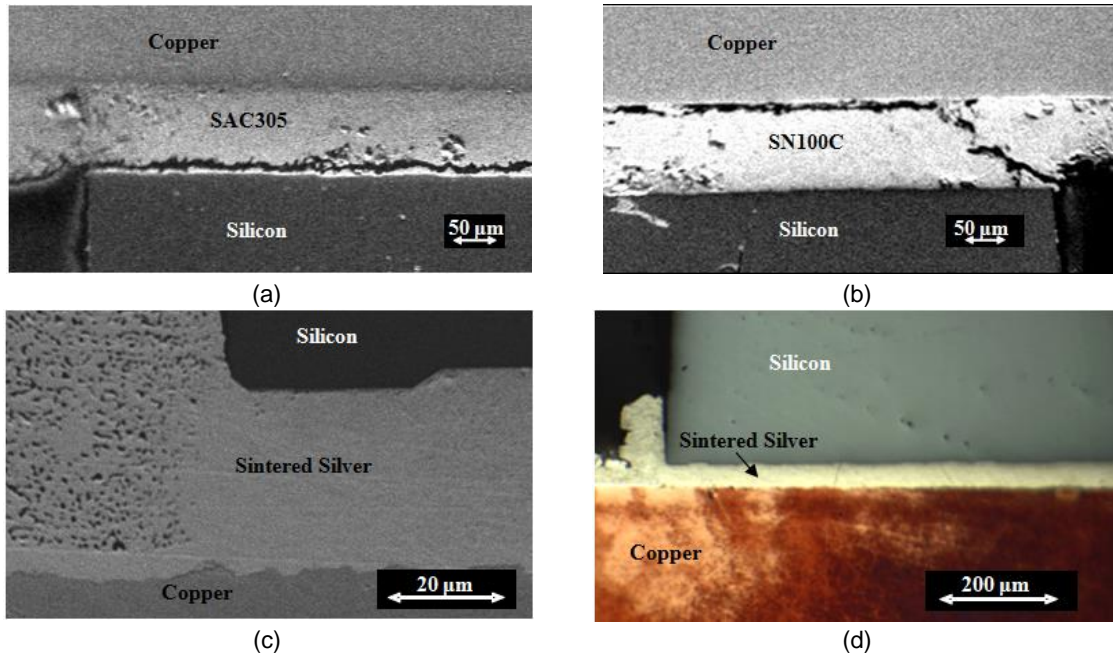 Copper
SAC305
Silicon
50 µm
(a)
Copper
SN100C
Silicon
50 µm
(b)
Silicon
Sintered Silver
Copper
20 µm
(c)
Silicon
Sintered Silver
Copper
200 µm
(d)